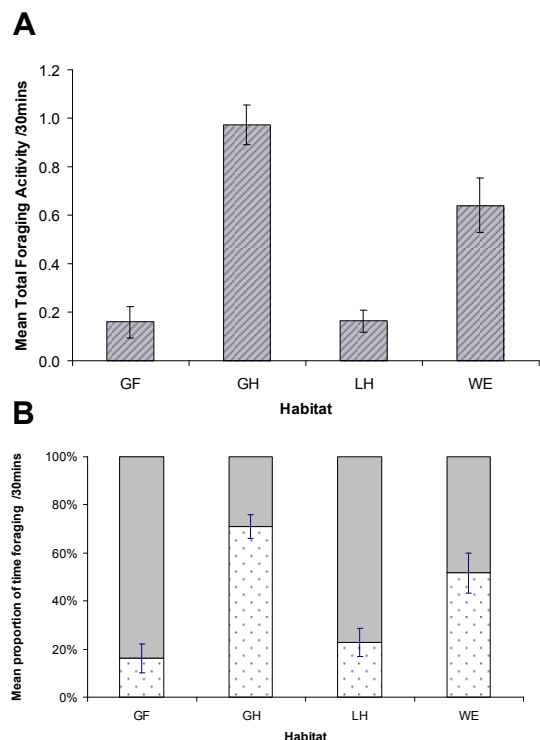 A
Mean Total Foraging Acitivity /30mins
1.2
1.0
0.8
0.6
0.4
0.2
0.0
GF GH LH WE
Habitat
B
Mean proportion of time foraging /30mins
100%
80%
60%
40%
20%
0%
GF GH LH WE
Habitat